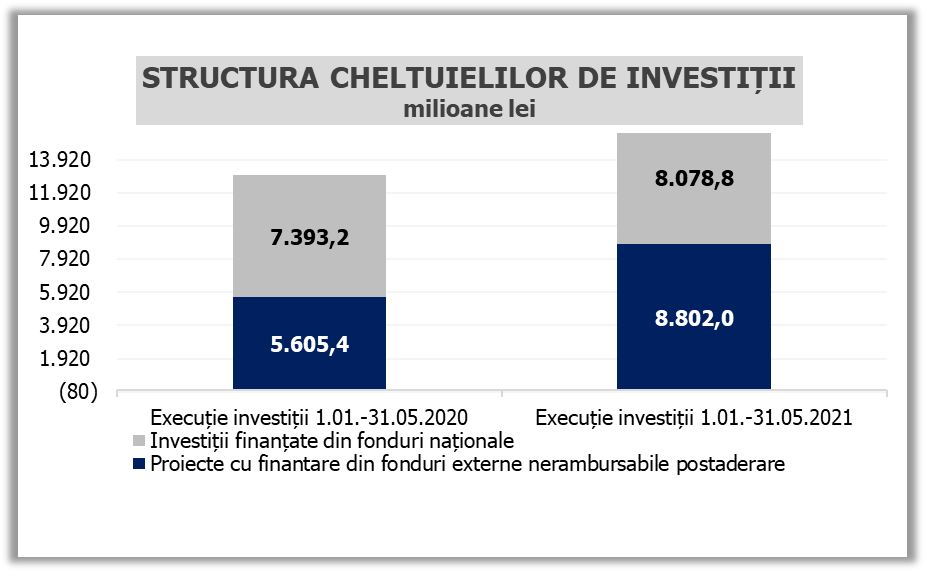 STRUCTURA CHELTUIELILOR DE INVESTIȚII
milioane lei
13.920
11.920
9.920
7.920
5.920
3.920
1.920
(80)
7.393,2
5.605,4
8.078,8
8.802,0
Execuție investiții 1.01.-31.05.2020
Execuție investiții 1.01.-31.05.2021
Investiții finanțate din fonduri naționale
Proiecte cu finantare din fonduri externe nerambursabile postaderare